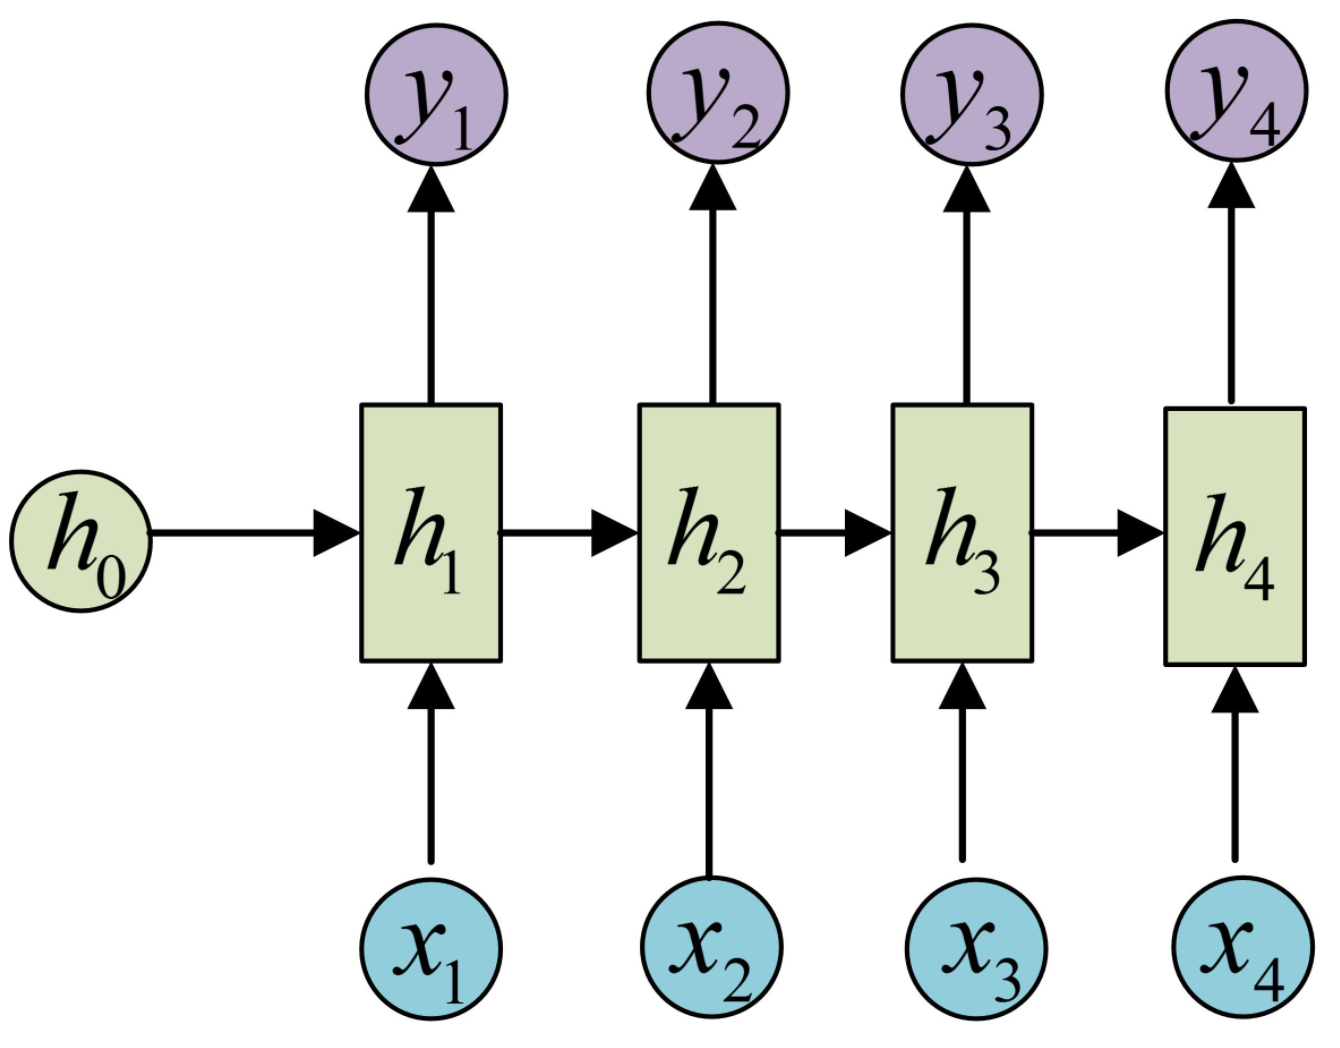 y₁ y₂ y₃ y₄
h₀ h₁ h₂ h₃ h₄
x₁ x₂ x₃ x₄